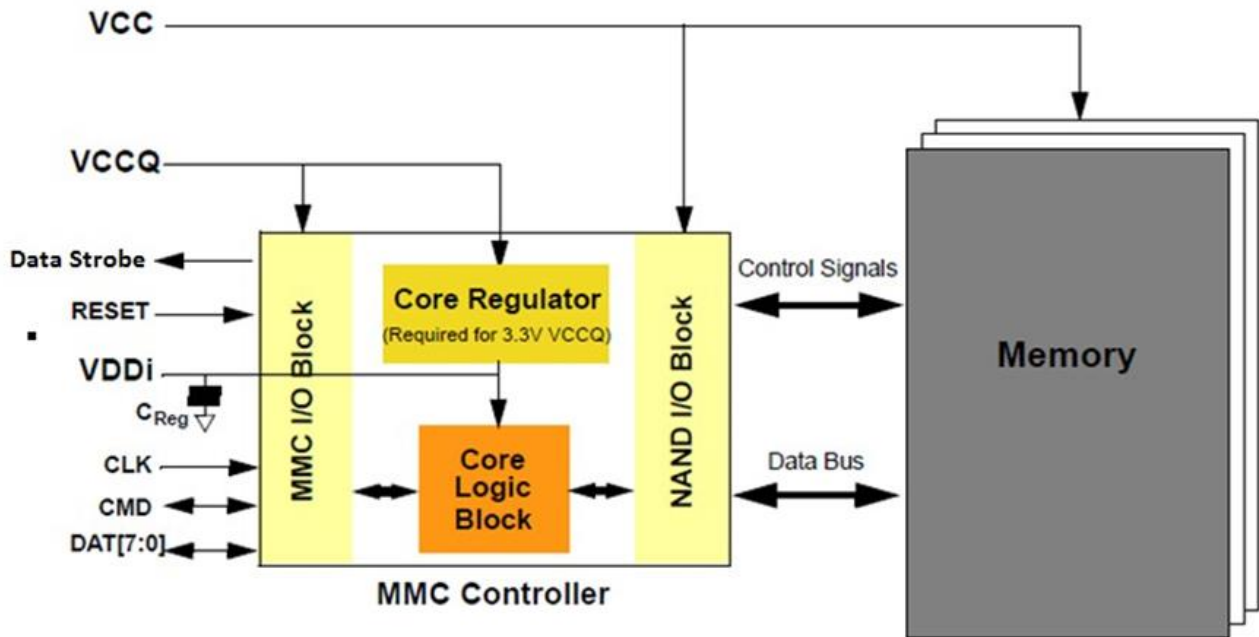 VCC
VCCQ
Data Strobe
RESET
VDDi
C Reg
CLK
CMD
DAT[7:0]
MMC I/O Block
Core Regulator
(Required for 3.3V VCCQ)
Core
Logic
Block
NAND I/O Block
MMC Controller
Control Signals
Data Bus
Memory